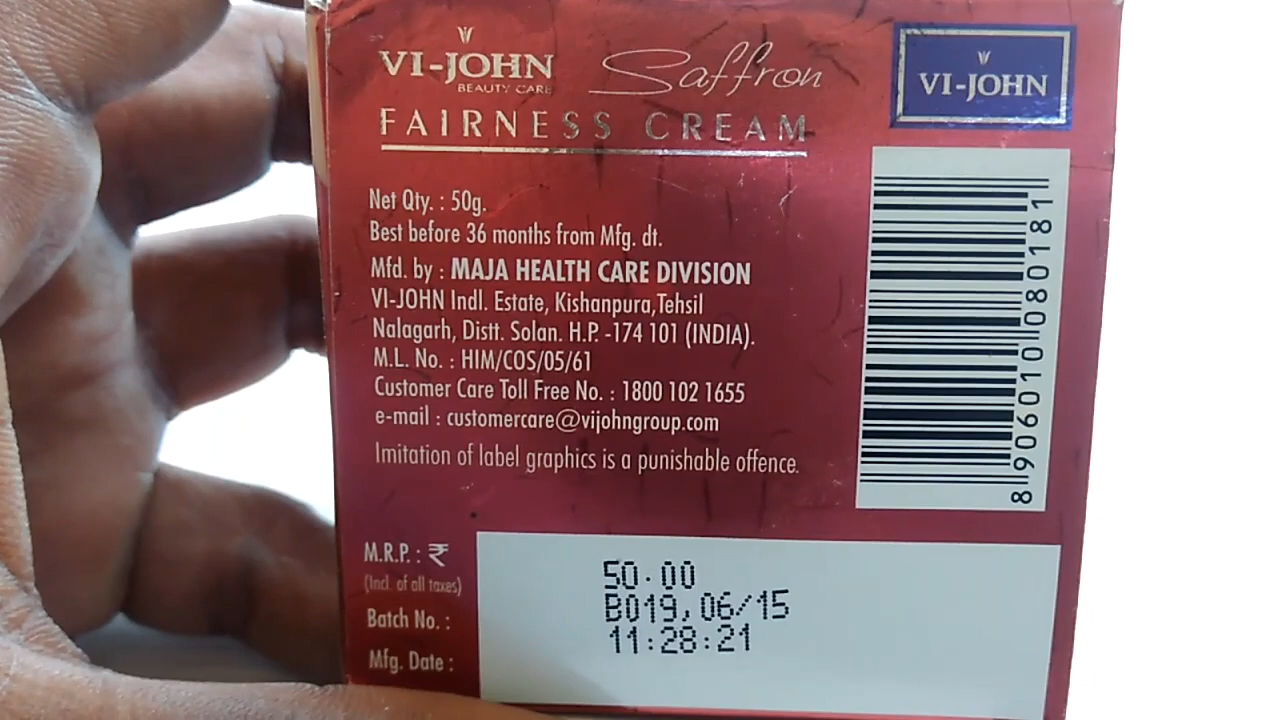 VI-JOHN
BEAUTY CARE
Saffron
FAIRNESS CREAM
VI-JOHN
Net Qty. : 50g.
Best before 36 months from Mfg. dt.
Mfd. by : MAJA HEALTH CARE DIVISION
VI-JOHN Indl. Estate, Kishanpura,Tehsil
Nalagarh, Distt. Solan. H.P. -174 101 (INDIA).
M.L. No. : HIM/COS/05/61
Customer Care Toll Free No. : 1800 102 1655
e-mail : customercare@vijohngroup.com
Imitation of label graphics is a punishable offence.
8906010080181
M.R.P. : ₹
(Incl. of all taxes)
Batch No. :
Mfg. Date :
50.00
B019,06/15
11:28:21